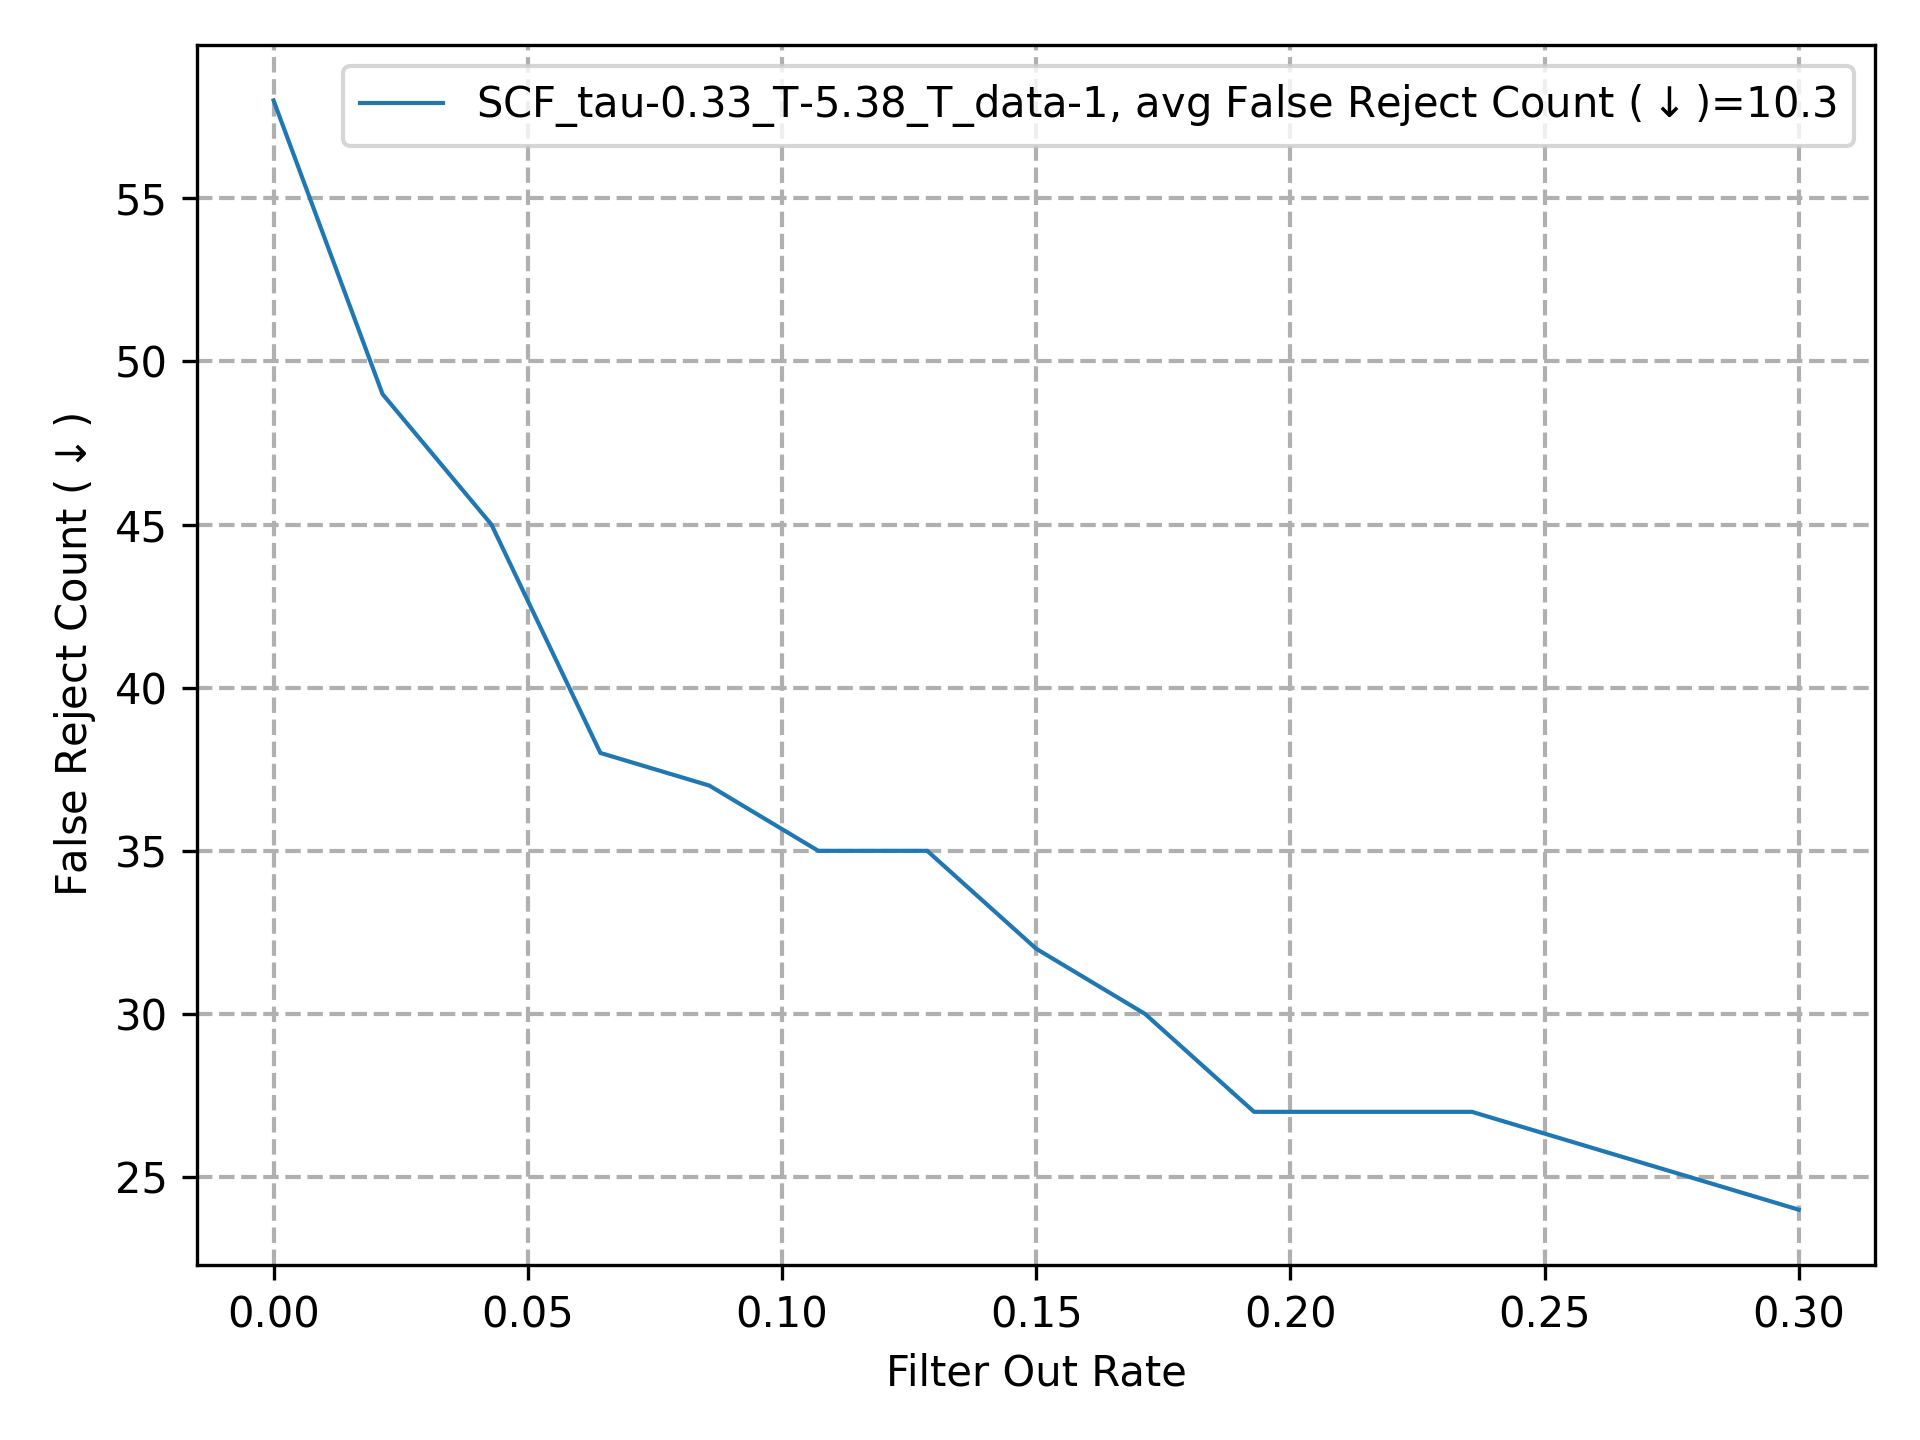 SCF_tau-0.33_T-5.38_T_data-1, avg False Reject Count (↓)=10.3
False Reject Count (↓)
55
50
45
40
35
30
25
0.00 0.05 0.10 0.15 0.20 0.25 0.30
Filter Out Rate